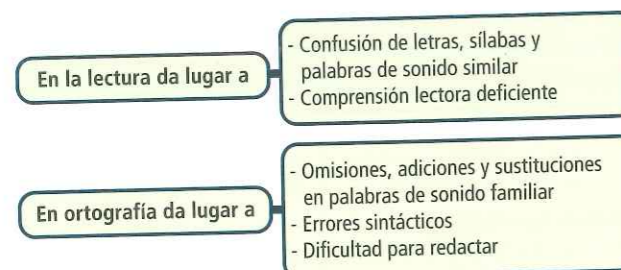 En la lectura da lugar a
- Confusión de letras, sílabas y
palabras de sonido similar
- Comprensión lectora deficiente
En ortografía da lugar a
- Omisiones, adiciones y sustituciones
en palabras de sonido familiar
- Errores sintácticos
- Dificultad para redactar